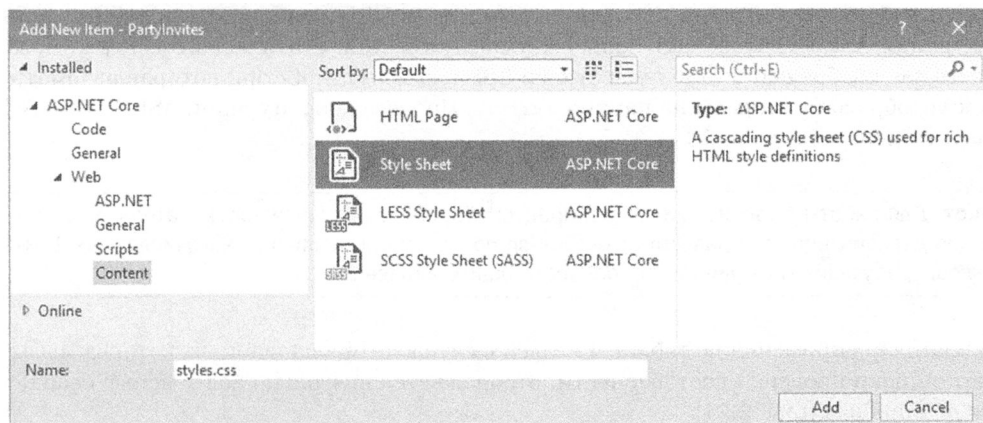 Add New Item - PartyInvites ? ×
Installed
ASP.NET Core
Code
General
Web
ASP.NET
General
Scripts
Content
Online
Sort by: Default
HTML Page ASP.NET Core
Style Sheet ASP.NET Core
LESS Style Sheet ASP.NET Core
LESS
SCSS Style Sheet (SASS) ASP.NET Core
SASS
Search (Ctrl+E)
Type: ASP.NET Core
A cascading style sheet (CSS) used for rich
HTML style definitions
Name: styles.css
Add Cancel